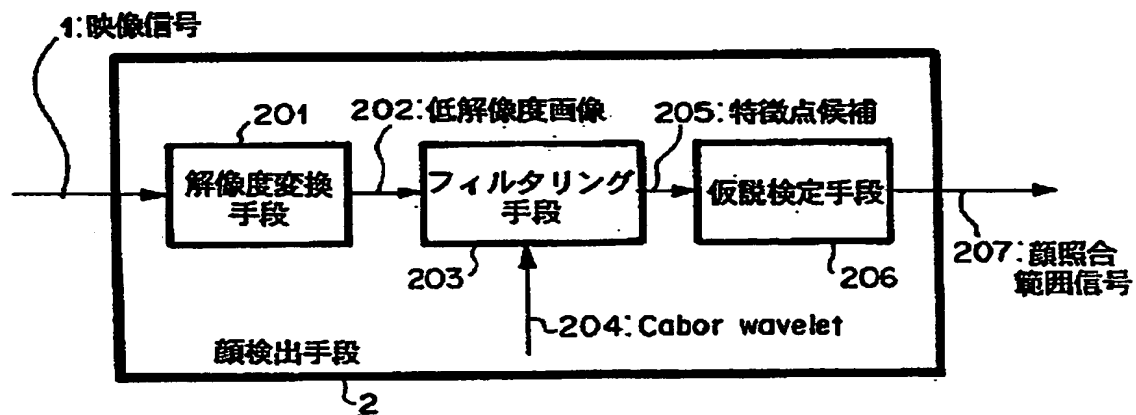 1:映像信号
201
202:低解像度画像
205:特徴点候補
解像度変換
手段
フィルタリング
手段
仮説検定手段
203
206
207:顔照合
範囲信号
204:Cabor wavelet
顔検出手段
2